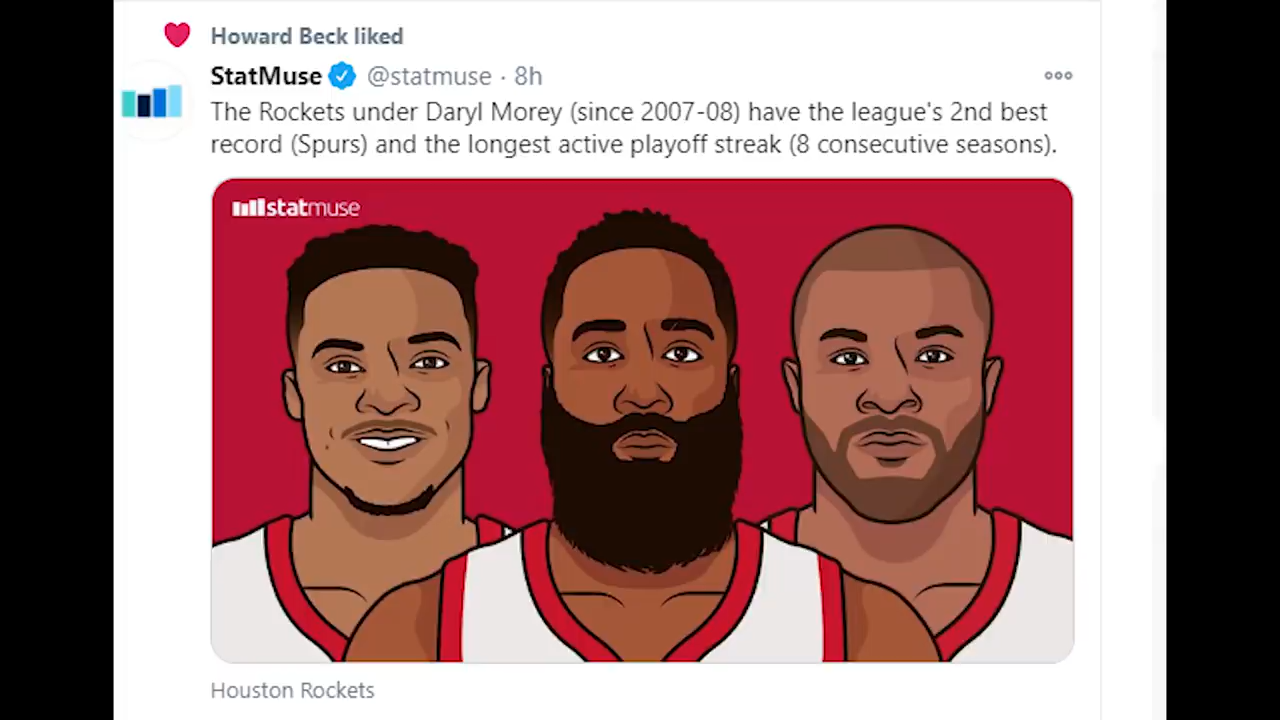 Howard Beck liked
StatMuse @statmuse · 8h
The Rockets under Daryl Morey (since 2007-08) have the league's 2nd best
record (Spurs) and the longest active playoff streak (8 consecutive seasons).
statmuse
Houston Rockets